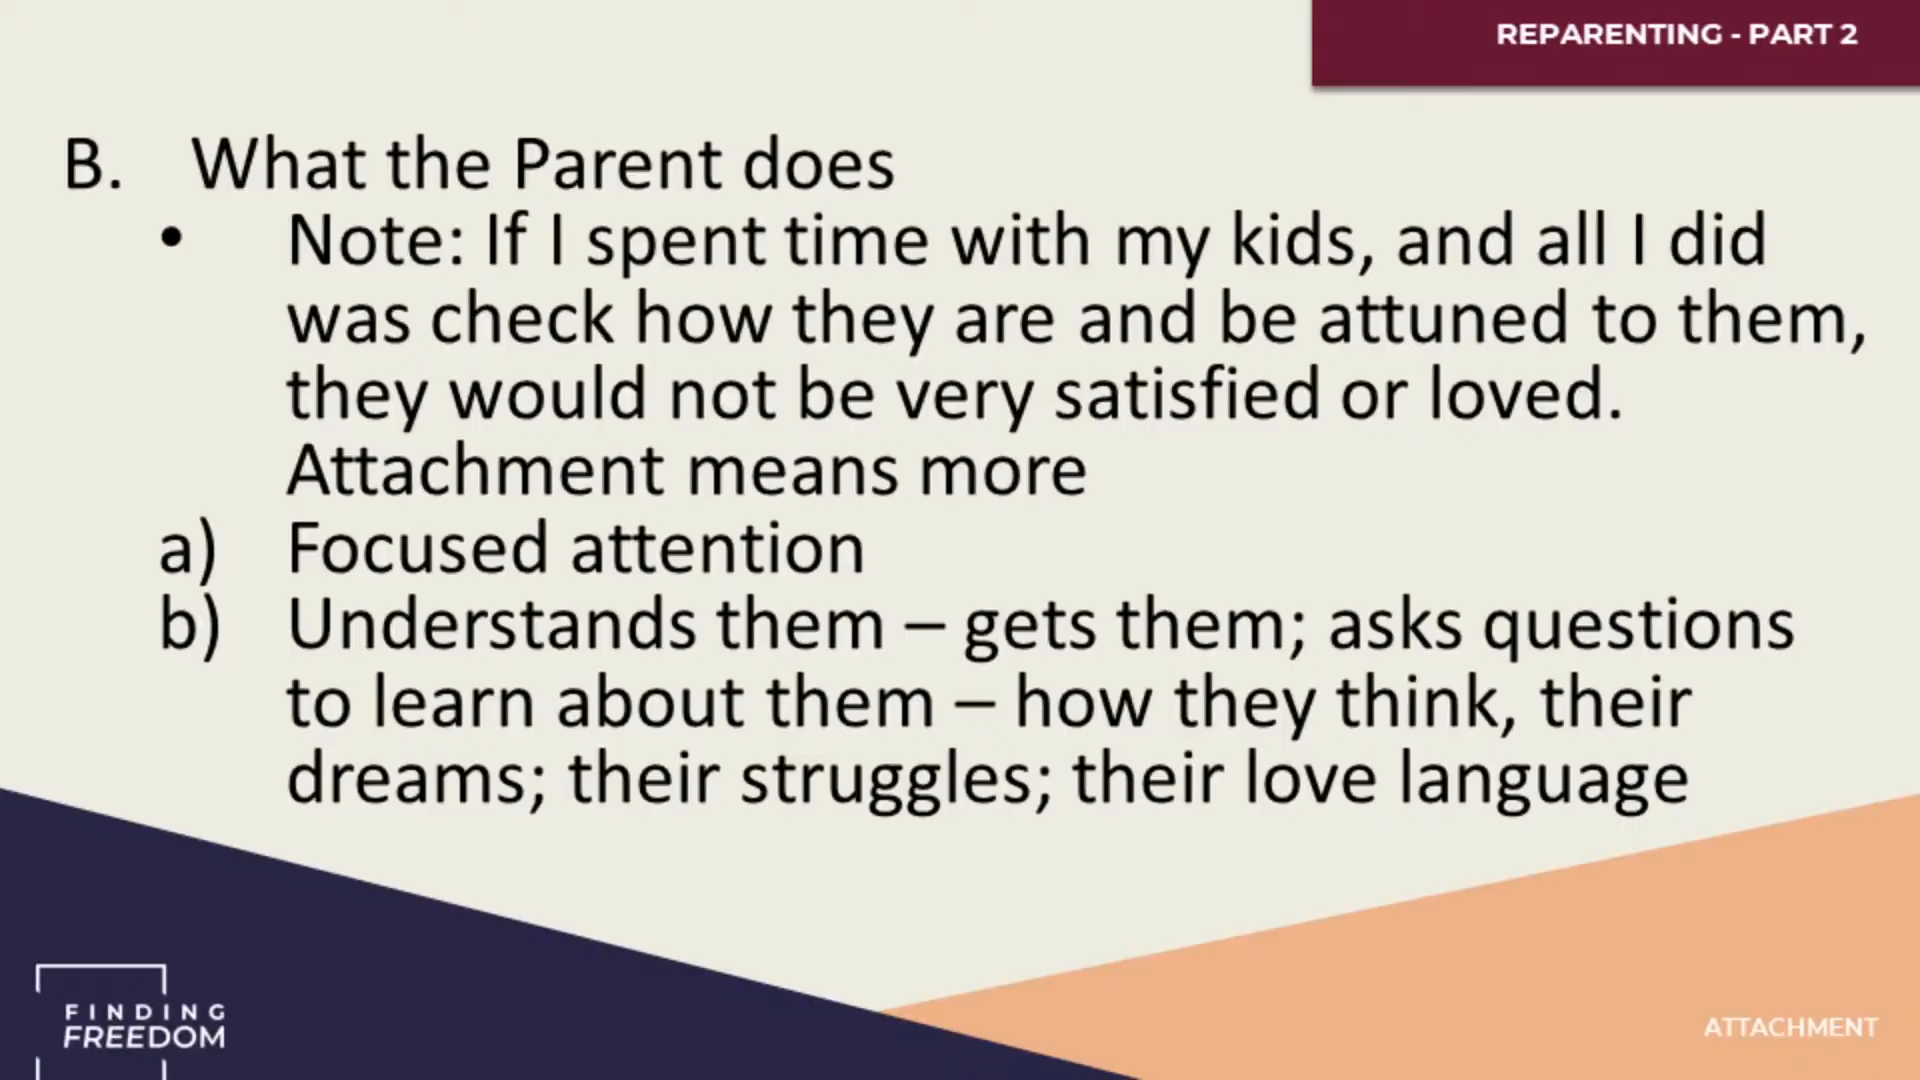 REPARENTING - PART 2
B. What the Parent does
• Note: If I spent time with my kids, and all I did
was check how they are and be attuned to them,
they would not be very satisfied or loved.
Attachment means more
a) Focused attention
b) Understands them – gets them; asks questions
to learn about them – how they think, their
dreams; their struggles; their love language
FINDING
FREEDOM
ATTACHMENT